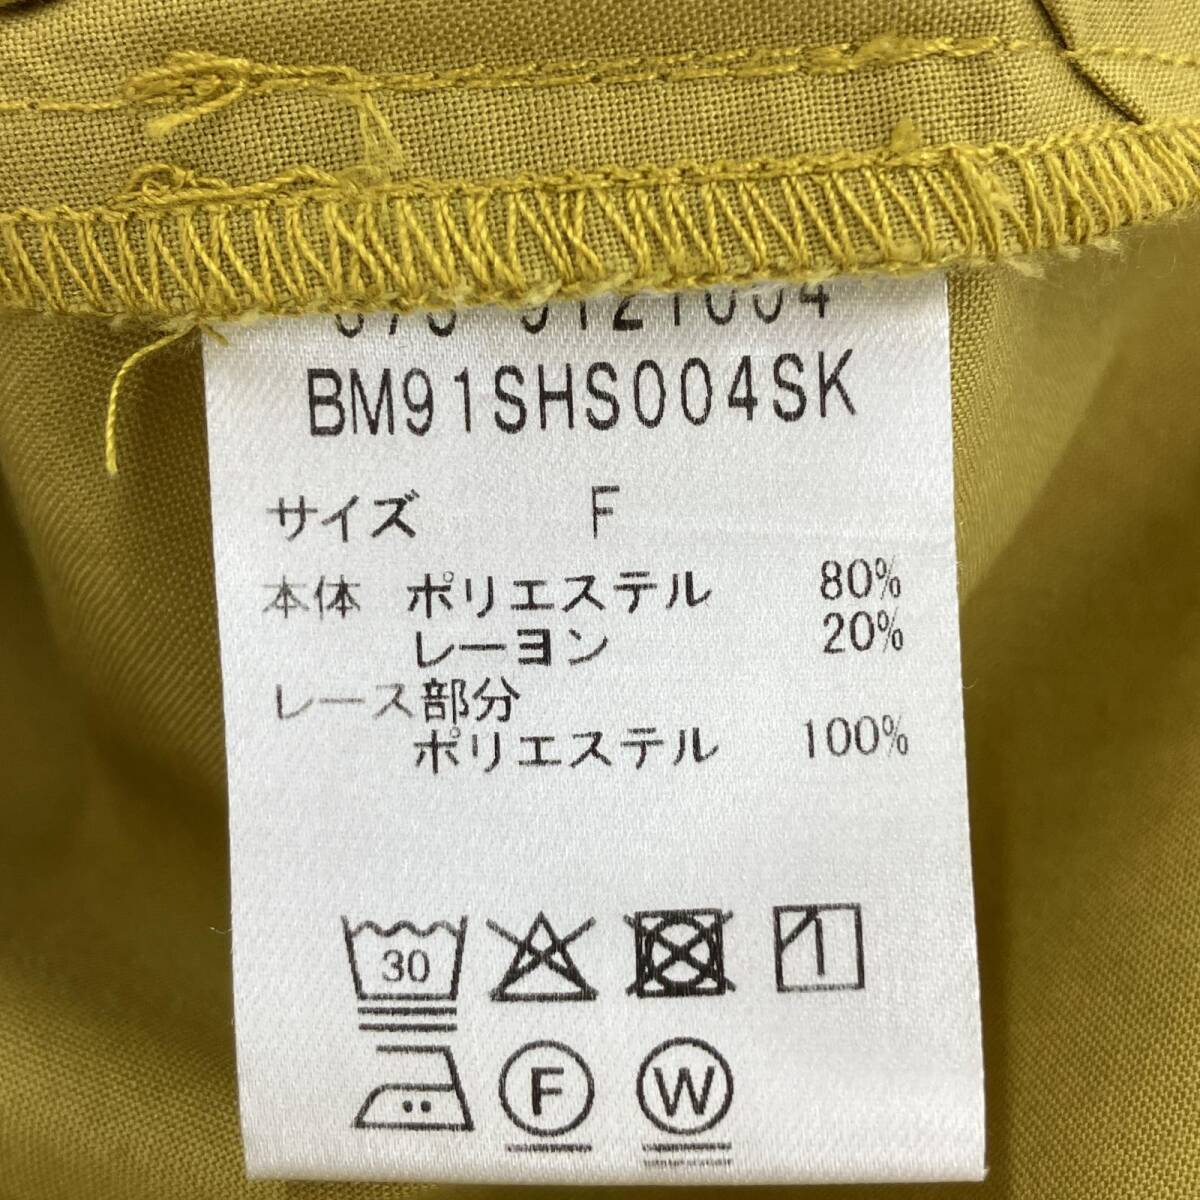 BM91SHS004SK
サイズ F
本体 ポリエステル 80%
レーヨン 20%
レース部分
ポリエステル 100%
30
F W